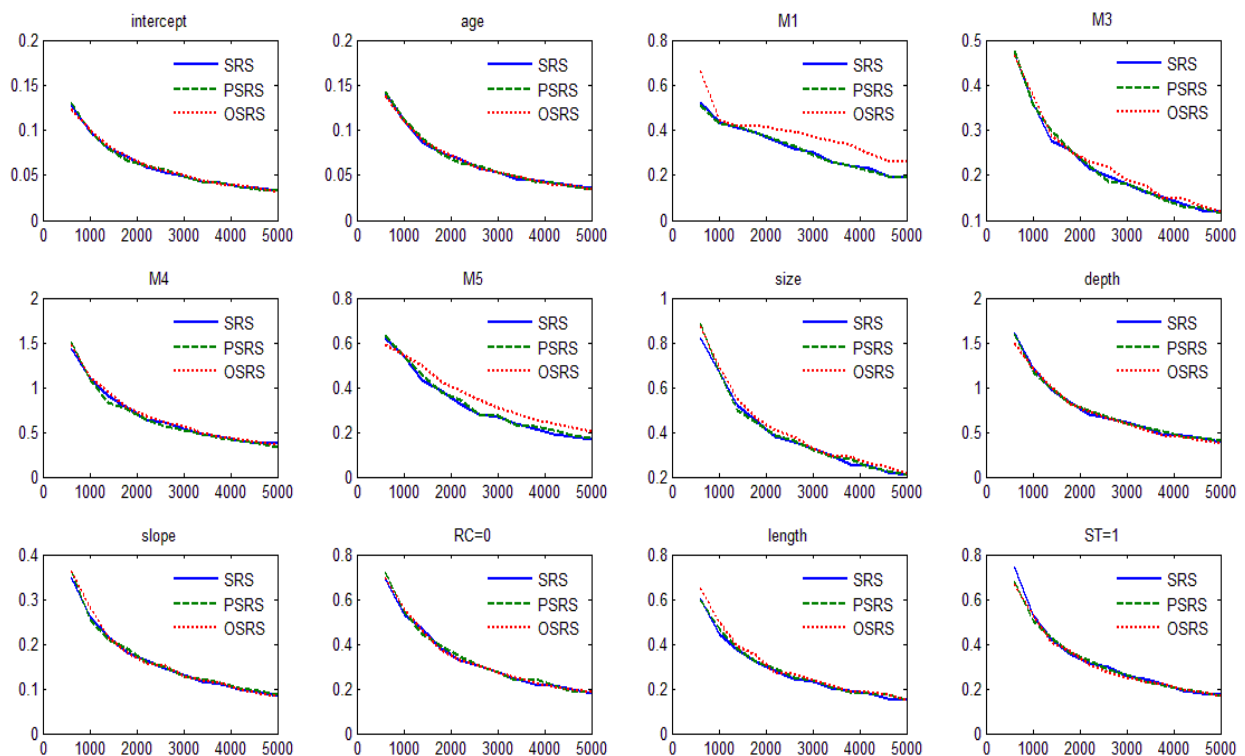 intercept
0.2
0.15
0.1
0.05
0
SRS
PSRS
OSRS
0 1000 2000 3000 4000 5000
age
0.2
0.15
0.1
0.05
0
SRS
PSRS
OSRS
0 1000 2000 3000 4000 5000
M1
0.8
0.6
0.4
0.2
0
SRS
PSRS
OSRS
0 1000 2000 3000 4000 5000
M3
0.5
0.4
0.3
0.2
0.1
SRS
PSRS
OSRS
0 1000 2000 3000 4000 5000
M4
2
1.5
1
0.5
0
SRS
PSRS
OSRS
0 1000 2000 3000 4000 5000
M5
0.8
0.6
0.4
0.2
0
SRS
PSRS
OSRS
0 1000 2000 3000 4000 5000
size
1
0.8
0.6
0.4
0.2
SRS
PSRS
OSRS
0 1000 2000 3000 4000 5000
depth
2
1.5
1
0.5
0
SRS
PSRS
OSRS
0 1000 2000 3000 4000 5000
slope
0.4
0.3
0.2
0.1
0
SRS
PSRS
OSRS
0 1000 2000 3000 4000 5000
RC=0
0.8
0.6
0.4
0.2
0
SRS
PSRS
OSRS
0 1000 2000 3000 4000 5000
length
0.8
0.6
0.4
0.2
0
SRS
PSRS
OSRS
0 1000 2000 3000 4000 5000
ST=1
0.8
0.6
0.4
0.2
0
SRS
PSRS
OSRS
0 1000 2000 3000 4000 5000